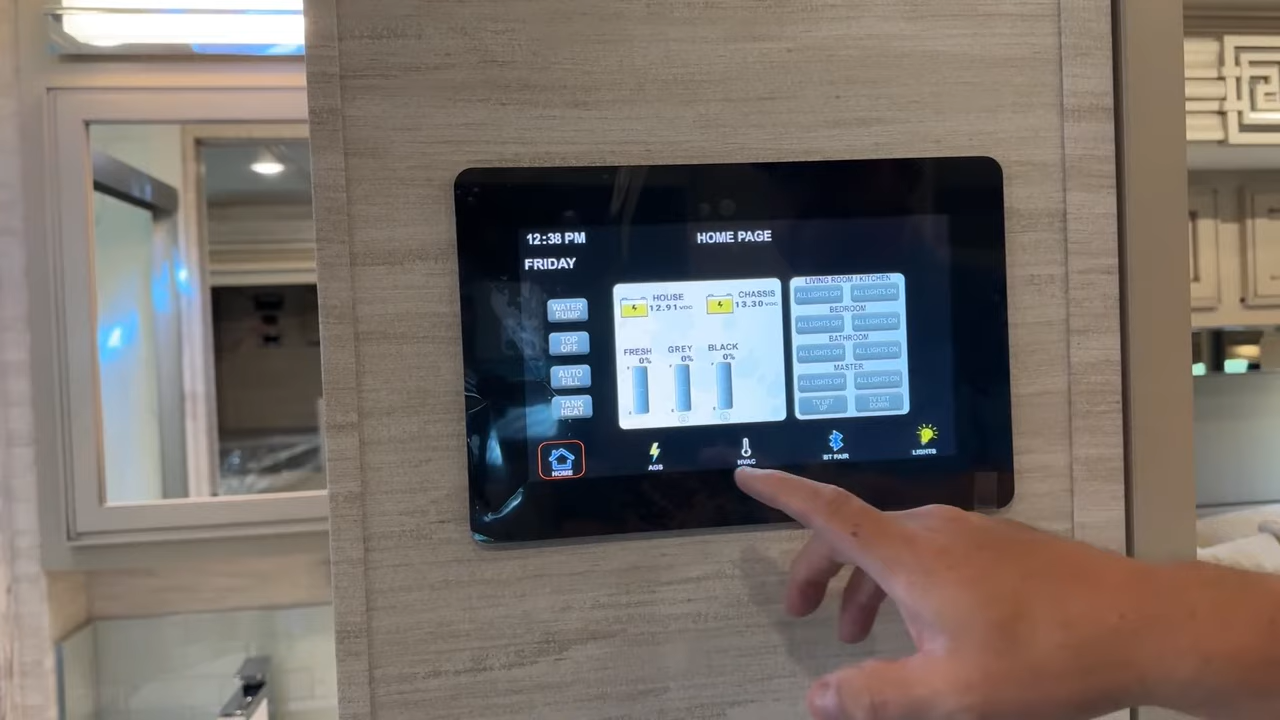 12:38 PM
HOME PAGE
FRIDAY
WATER
PUMP
TOP
OFF
AUTO
FILL
TANK
HEAT
HOUSE
12.91 VDC
CHASSIS
13.30 VDC
FRESH
0%
GREY
0%
BLACK
0%
LIVING ROOM / KITCHEN
ALL LIGHTS OFF
ALL LIGHTS ON
BEDROOM
ALL LIGHTS OFF
ALL LIGHTS ON
BATHROOM
ALL LIGHTS OFF
ALL LIGHTS ON
MASTER
ALL LIGHTS OFF
ALL LIGHTS ON
TV LIFT
UP
TV LIFT
DOWN
HOME
AGS
HVAC
BT PAIR
LIGHTS